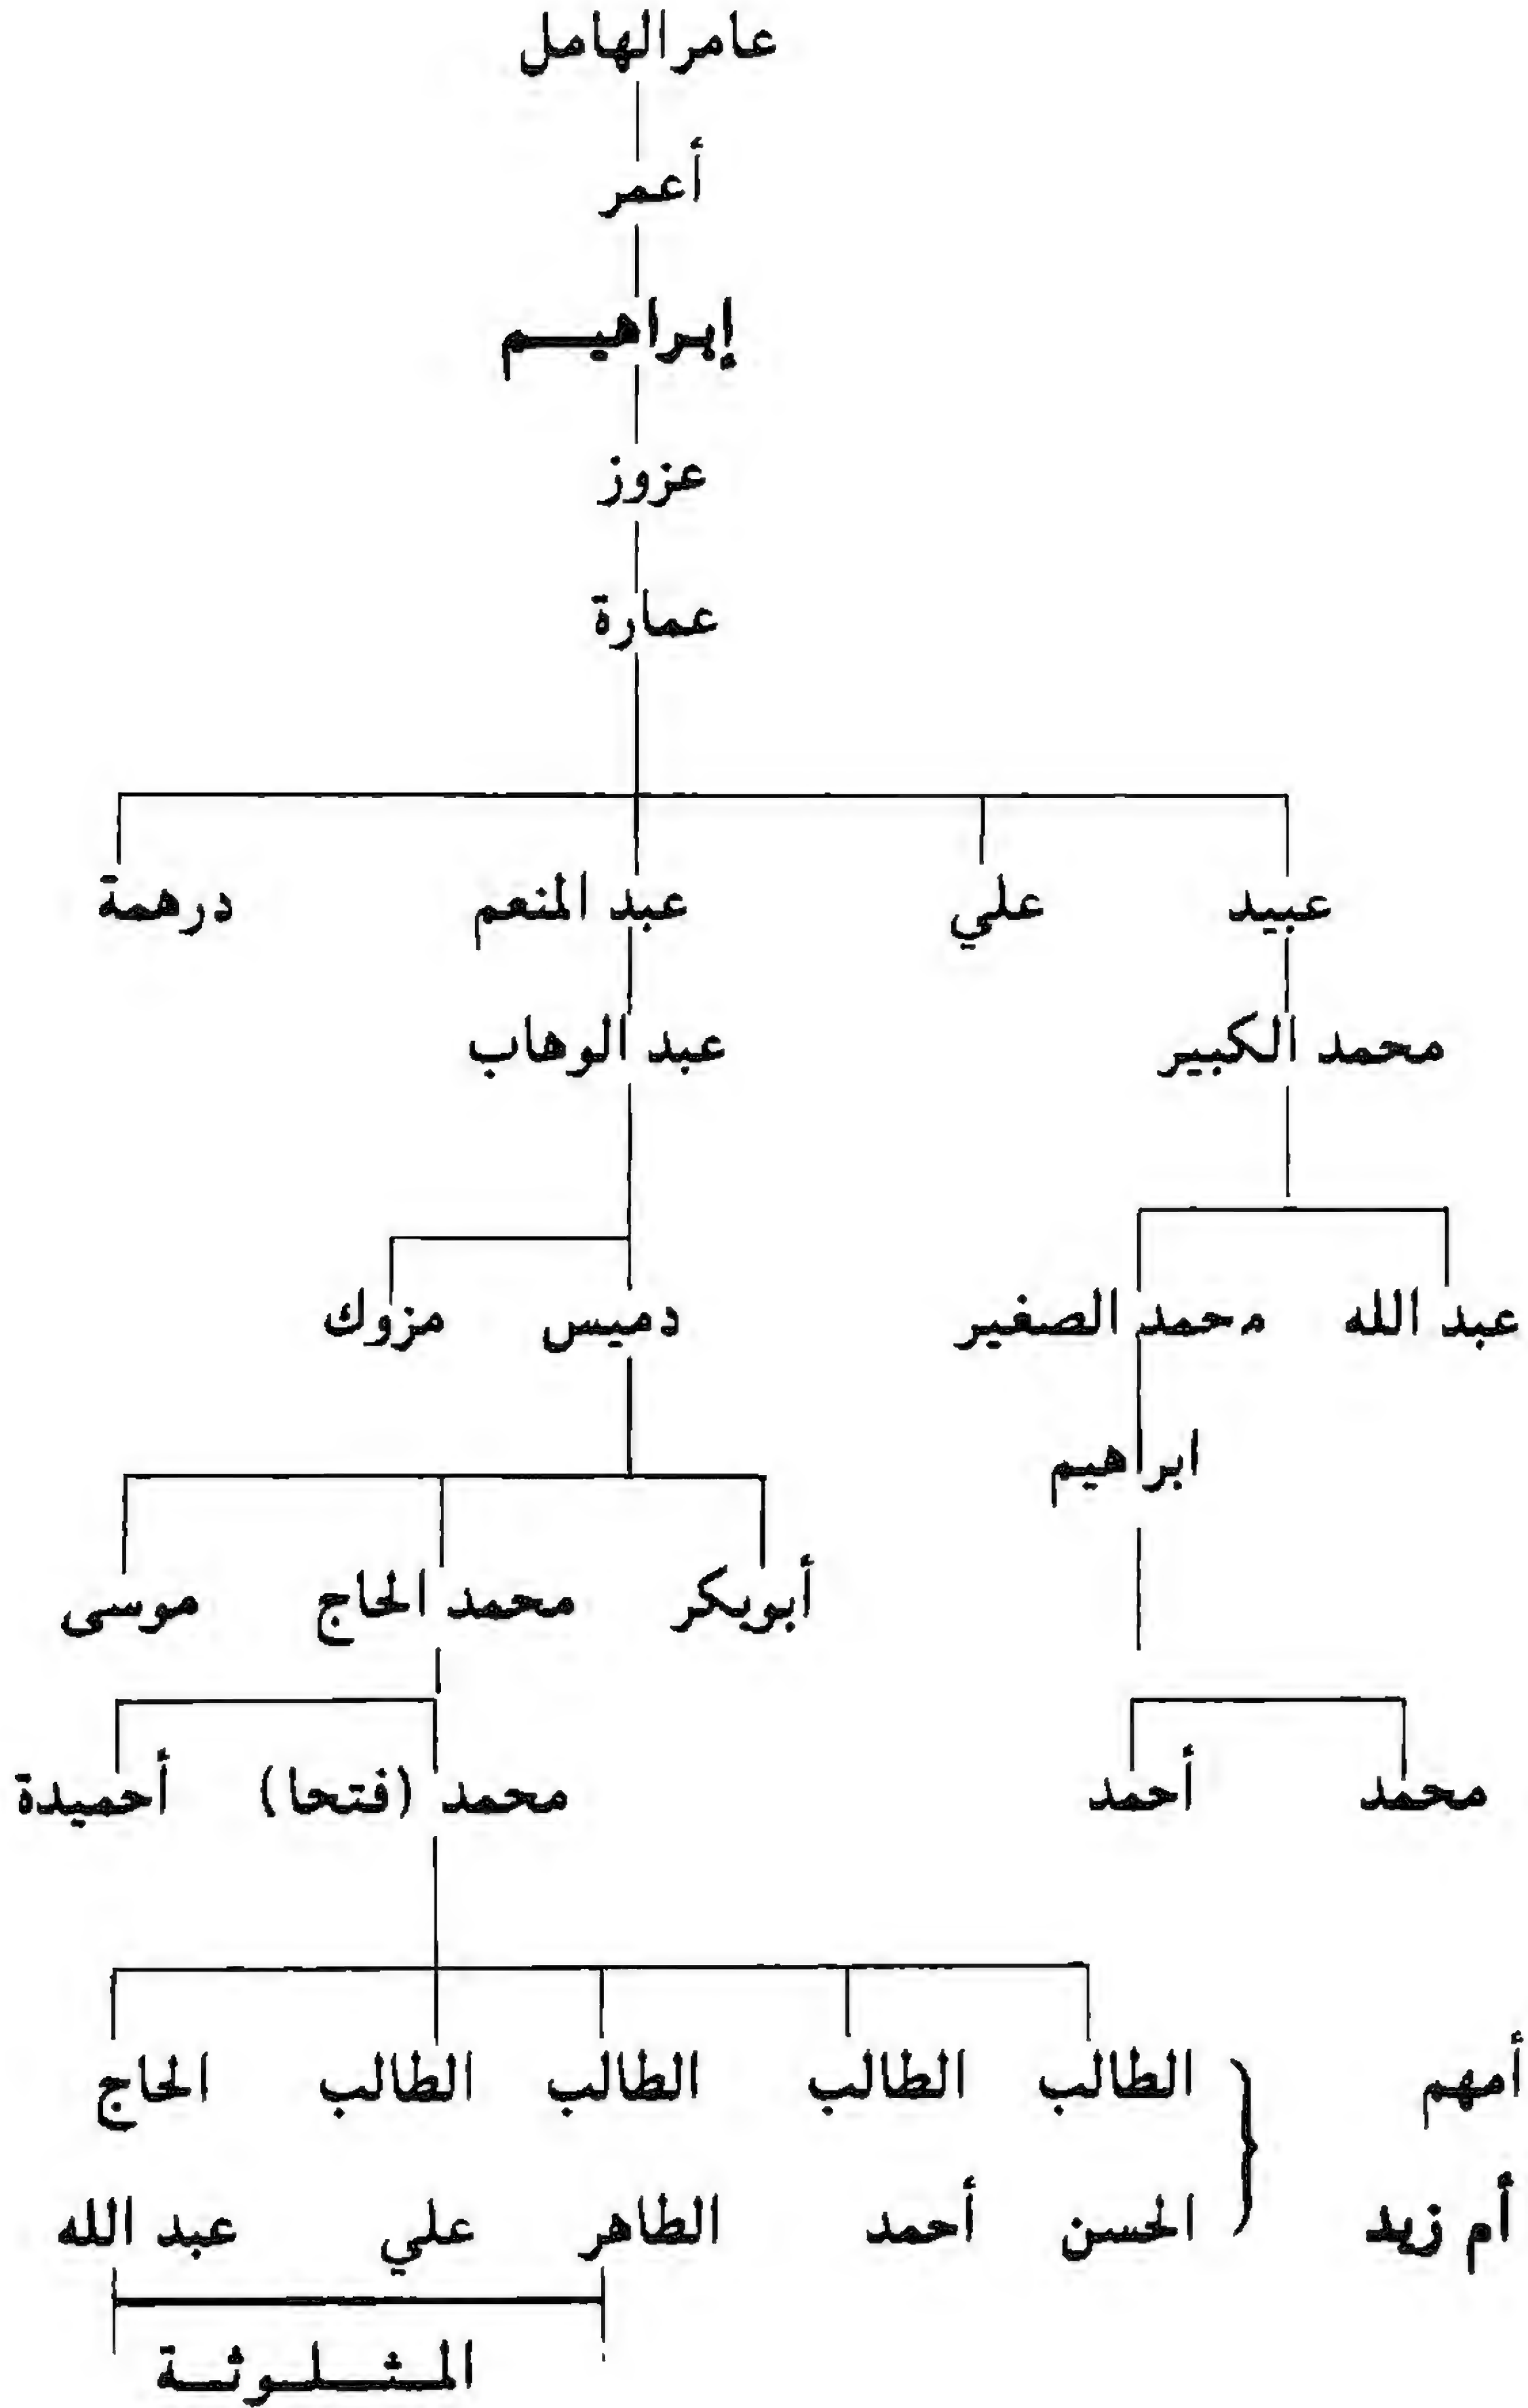 عامر الهامل
أعمر
إبراهيم
عزوز
عمارة
عبيد علي عبد المنعم درهمة
محمد الكبير عبد الوهاب
عبد الله محمد الصغير دميس مزوك
ابراهيم
أبوبكر محمد الحاج موسى
محمد أحمد محمد (فتحا) أحميدة
أمهم الطالب الطالب الطالب الطالب الحاج
أم زيد الحسن أحمد الطاهر علي عبد الله
المثلوثة